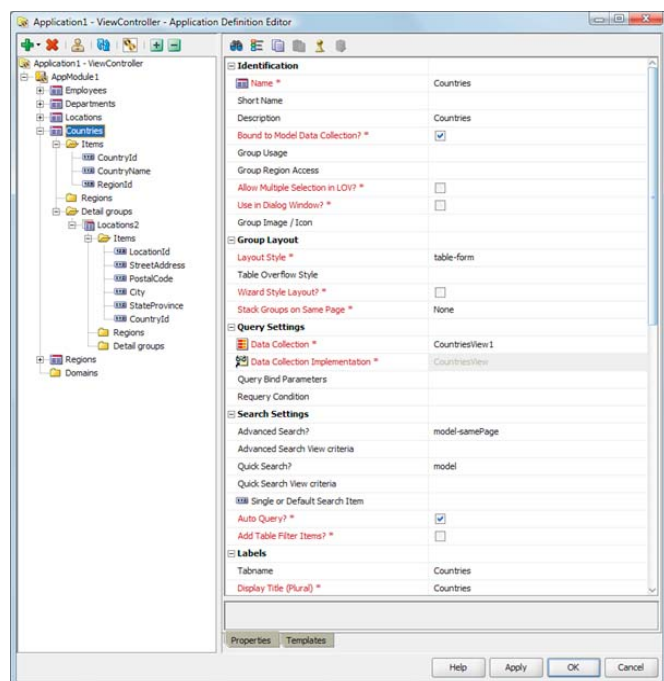 Application1 - ViewController - Application Definition Editor
Application1 - ViewController
AppModule1
Employees
Departments
Locations
Countries
Items
CountryId
CountryName
RegionId
Regions
Detail groups
Locations2
Items
LocationId
StreetAddress
PostalCode
City
StateProvince
CountryId
Regions
Detail groups
Regions
Domains
Identification
Name * Countries
Short Name
Description Countries
Bound to Model Data Collection? *
Group Usage
Group Region Access
Allow Multiple Selection in LOV? *
Use in Dialog Window? *
Group Image / Icon
Group Layout
Layout Style * table-form
Table Overflow Style
Wizard Style Layout? *
Stack Groups on Same Page * None
Query Settings
Data Collection * CountriesView1
Data Collection Implementation * CountriesView
Query Bind Parameters
Requery Condition
Search Settings
Advanced Search? model-samePage
Advanced Search View criteria
Quick Search? model
Quick Search View criteria
Single or Default Search Item
Auto Query? *
Add Table Filter Items? *
Labels
Tabname Countries
Display Title (Plural) * Countries
Properties Templates
Help Apply OK Cancel